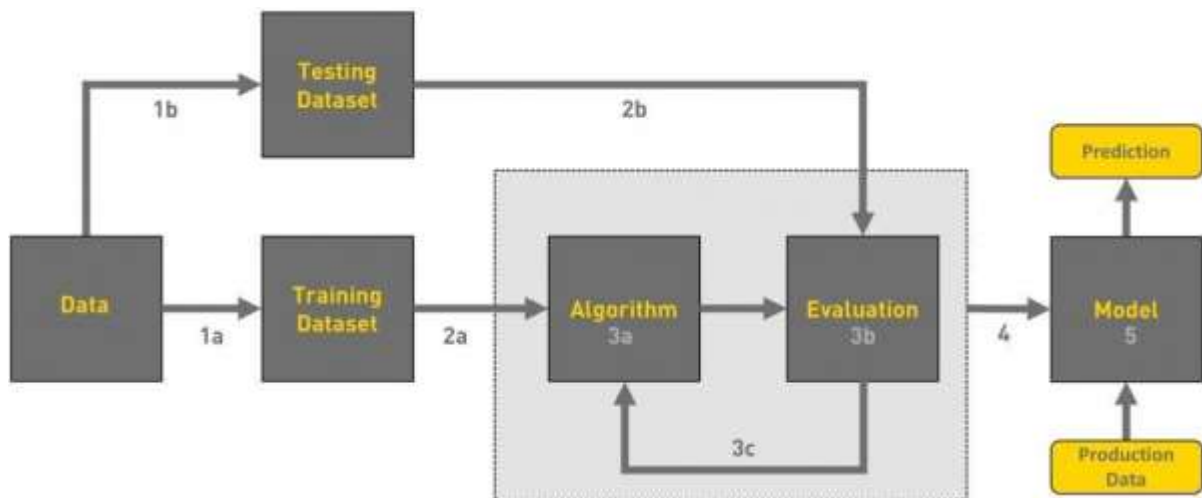 Testing
Dataset
1b
2b
Prediction
Data
Training
Dataset
Algorithm
3a
Evaluation
3b
Model
5
1a
2a
4
3c
Production
Data